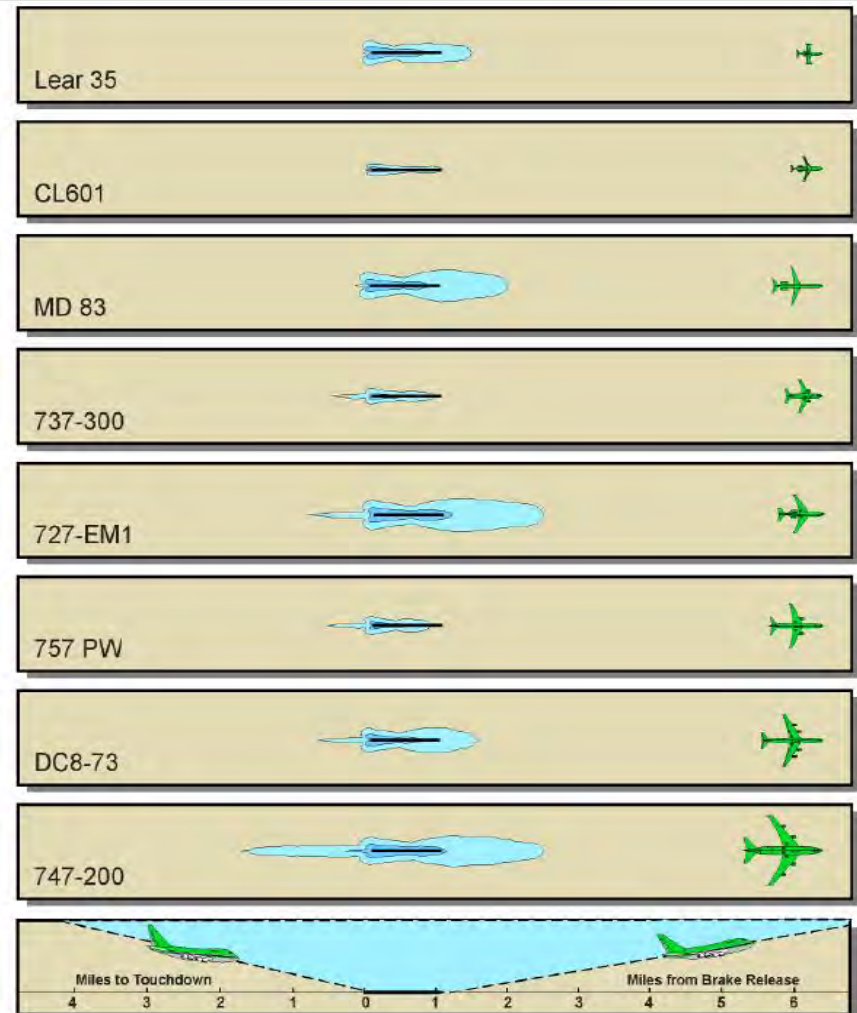 Lear 35
CL601
MD 83
737-300
727-EM1
757 PW
DC8-73
747-200
Miles to Touchdown Miles from Brake Release
4 3 2 1 0 1 2 3 4 5 6